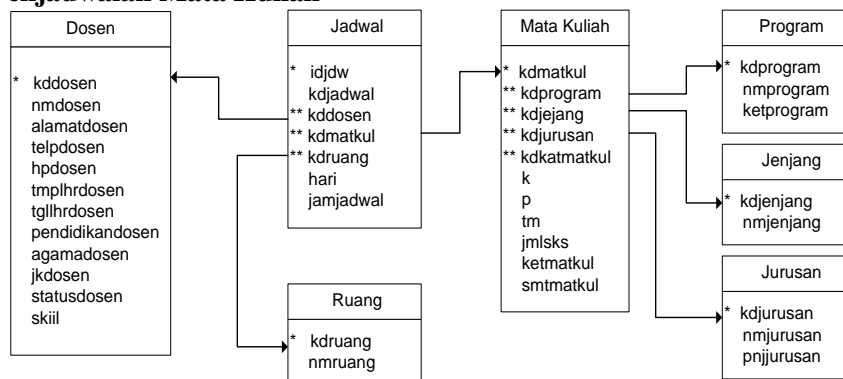 Dosen
* kddosen
nmdosen
alamatdosen
telpdosen
hpdosen
tmplhrdosen
tgllhrdosen
pendidikandosen
agamadosen
jkdosen
statusdosen
skiil
Jadwal
* idjdw
kdjadwal
** kddosen
** kdmatkul
** kdruang
hari
jamjadwal
Ruang
* kdruang
nmruang
Mata Kuliah
* kdmatkul
** kdprogram
** kdjejang
** kdjurusan
** kdkatmatkul
k
p
tm
jmlsks
ketmatkul
smtmatkul
Program
* kdprogram
nmprogram
ketprogram
Jenjang
* kdjenjang
nmjenjang
Jurusan
* kdjurusan
nmjurusan
pnjjurusan